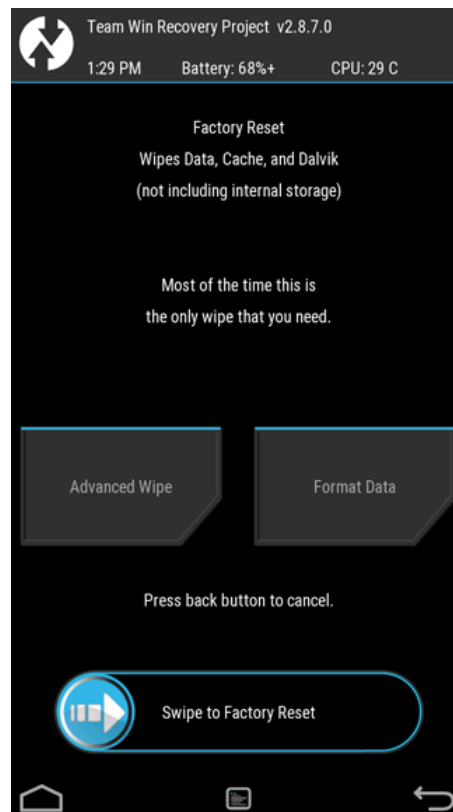 Team Win Recovery Project v2.8.7.0
1:29 PM Battery: 68%+ CPU: 29 C
Factory Reset
Wipes Data, Cache, and Dalvik
(not including internal storage)
Most of the time this is
the only wipe that you need.
Advanced Wipe Format Data
Press back button to cancel.
Swipe to Factory Reset